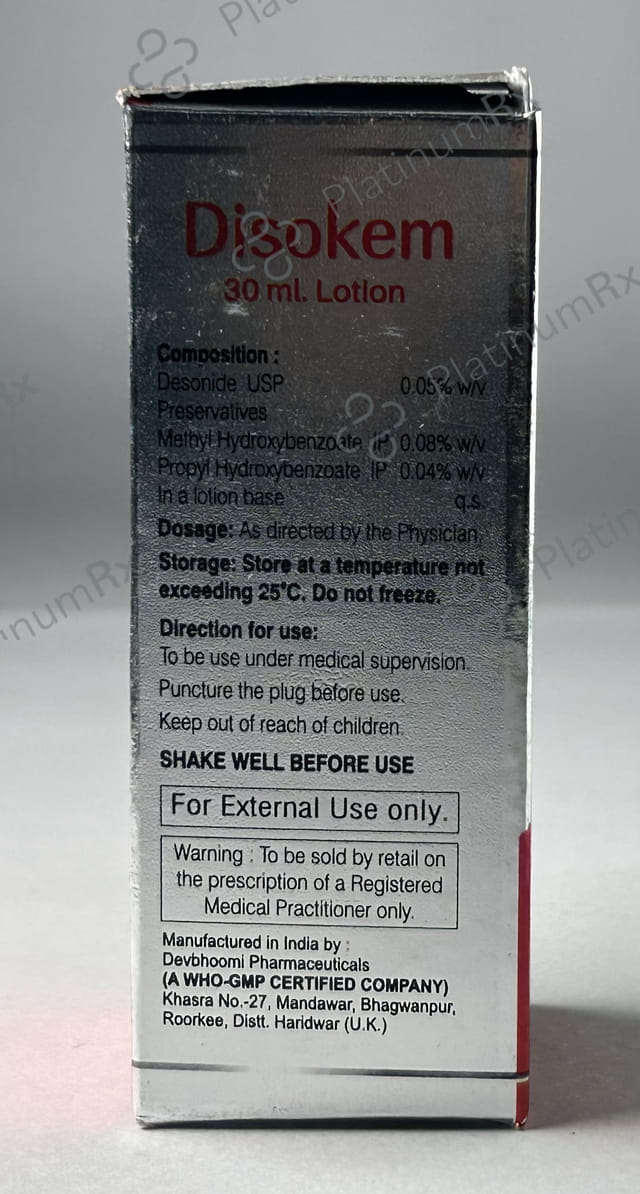 Disokem
30 ml. Lotion
Composition :
Desonide USP 0.05% w/v
Preservatives
Methyl Hydroxybenzoate IP 0.08% w/v
Propyl Hydroxybenzoate IP 0.04% w/v
In a lotion base q.s.
Dosage: As directed by the Physician.
Storage: Store at a temperature not
exceeding 25°C. Do not freeze.
Direction for use:
To be use under medical supervision.
Puncture the plug before use.
Keep out of reach of children.
SHAKE WELL BEFORE USE
For External Use only.
Warning : To be sold by retail on
the prescription of a Registered
Medical Practitioner only.
Manufactured in India by :
Devbhoomi Pharmaceuticals
(A WHO-GMP CERTIFIED COMPANY)
Khasra No.-27, Mandawar, Bhagwanpur,
Roorkee, Distt. Haridwar (U.K.)
PlatinumRx
PlatinumRx
PlatinumRx